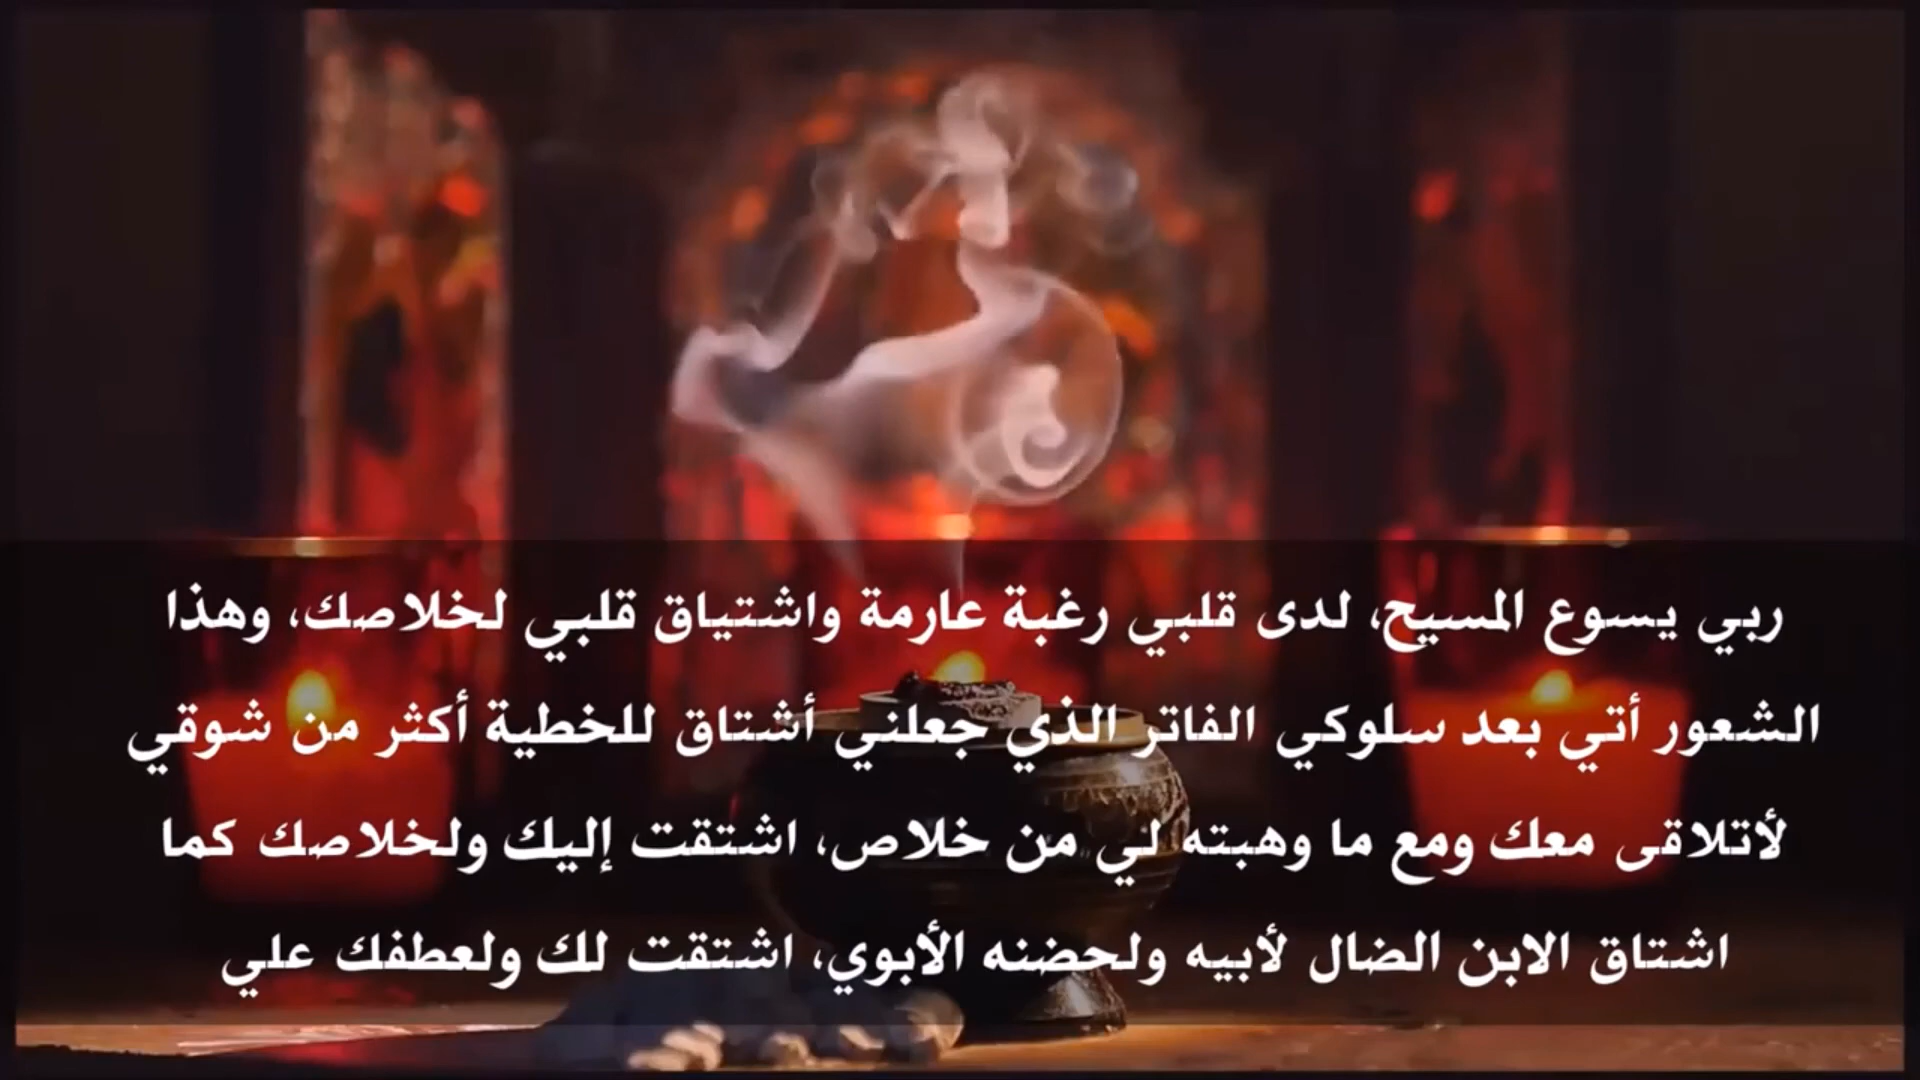 ربي يسوع المسيح، لدى قلبي رغبة عارمة واشتياق قلبي لخلاصك، وهذا
الشعور أتي بعد سلوكي الفاتر الذي جعلني أشتاق للخطية أكثر من شوقي
لأتلاقى معك ومع ما وهبته لي من خلاص، اشتقت إليك ولخلاصك كما
اشتاق الابن الضال لأبيه ولحضنه الأبوي، اشتقت لك ولعطفك علي